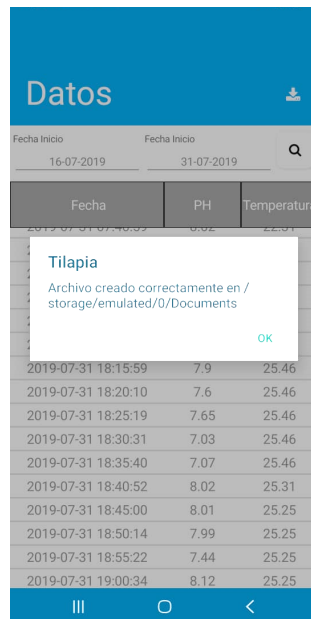 Datos
Fecha Inicio Fecha Inicio
16-07-2019 31-07-2019
Fecha PH Temperatur
Tilapia
Archivo creado correctamente en /
storage/emulated/0/Documents
OK
2019-07-31 18:15:59 7.9 25.46
2019-07-31 18:20:10 7.6 25.46
2019-07-31 18:25:19 7.65 25.46
2019-07-31 18:30:31 7.03 25.46
2019-07-31 18:35:40 7.07 25.46
2019-07-31 18:40:52 8.02 25.31
2019-07-31 18:45:00 8.01 25.25
2019-07-31 18:50:14 7.99 25.25
2019-07-31 18:55:22 7.44 25.25
2019-07-31 19:00:34 8.12 25.25